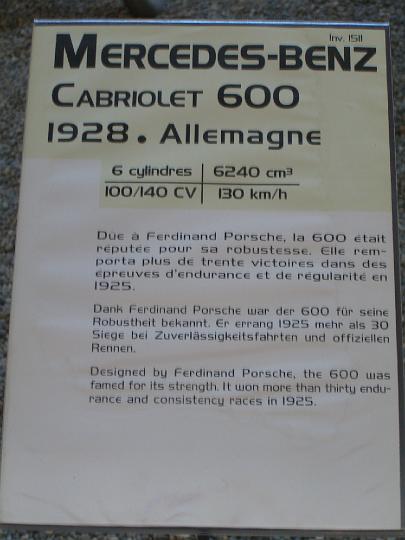 Inv. 1511
MERCEDES-BENZ
CABRIOLET 600
1928. Allemagne
6 cylindres | 6240 cm³
100/140 CV | 130 km/h
Due à Ferdinand Porsche, la 600 était
réputée pour sa robustesse. Elle rem-
porta plus de trente victoires dans des
épreuves d'endurance et de régularité en
1925.
Dank Ferdinand Porsche war der 600 für seine
Robustheit bekannt. Er errang 1925 mehr als 30
Siege bei Zuverlässigkeitsfahrten und offiziellen
Rennen.
Designed by Ferdinand Porsche, the 600 was
famed for its strength. It won more than thirty endu-
rance and consistency races in 1925.